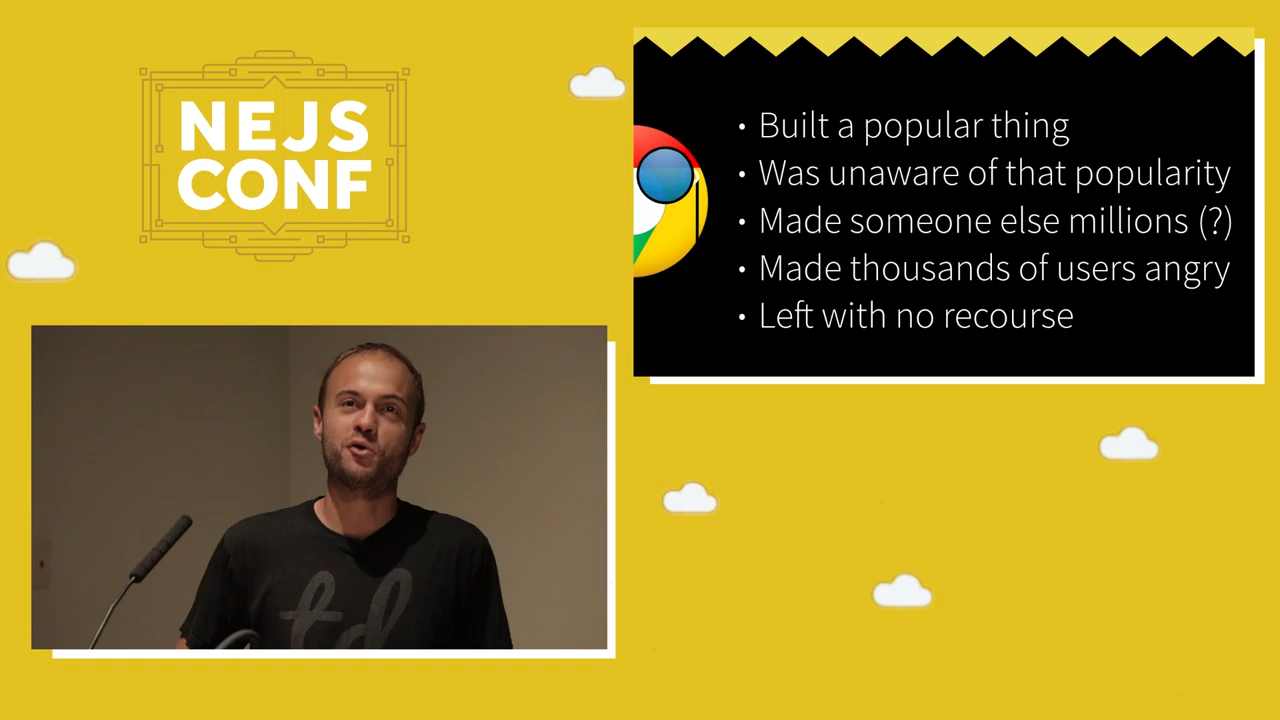 NEJS
CONF
• Built a popular thing
• Was unaware of that popularity
• Made someone else millions (?)
• Made thousands of users angry
• Left with no recourse
td